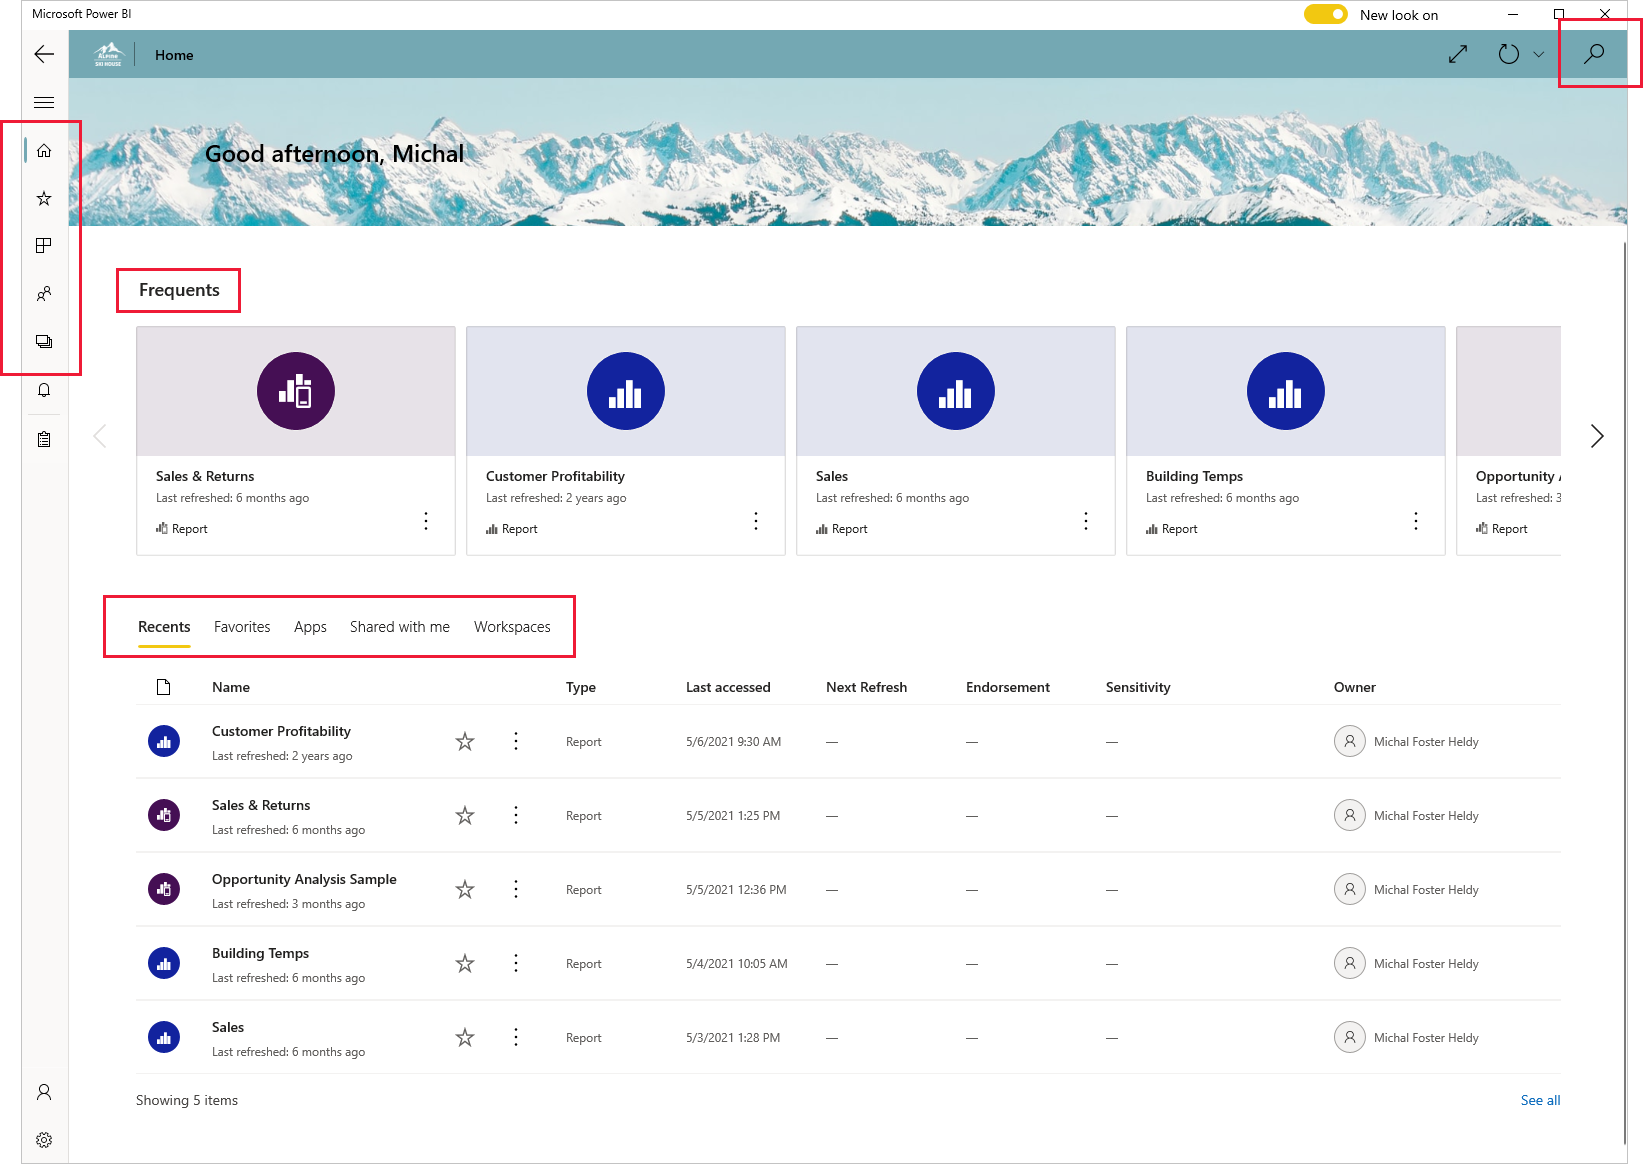 Microsoft Power BI
New look on
ALPINE
SKI HOUSE
Home
Good afternoon, Michal
Frequents
Sales & Returns
Last refreshed: 6 months ago
Report
Customer Profitability
Last refreshed: 2 years ago
Report
Sales
Last refreshed: 6 months ago
Report
Building Temps
Last refreshed: 6 months ago
Report
Opportunity
Last refreshed: 3
Report
Recents Favorites Apps Shared with me Workspaces
Name Type Last accessed Next Refresh Endorsement Sensitivity Owner
Customer Profitability
Last refreshed: 2 years ago
Report 5/6/2021 9:30 AM — — — Michal Foster Heldy
Sales & Returns
Last refreshed: 6 months ago
Report 5/5/2021 1:25 PM — — — Michal Foster Heldy
Opportunity Analysis Sample
Last refreshed: 3 months ago
Report 5/5/2021 12:36 PM — — — Michal Foster Heldy
Building Temps
Last refreshed: 6 months ago
Report 5/4/2021 10:05 AM — — — Michal Foster Heldy
Sales
Last refreshed: 6 months ago
Report 5/3/2021 1:28 PM — — — Michal Foster Heldy
Showing 5 items
See all